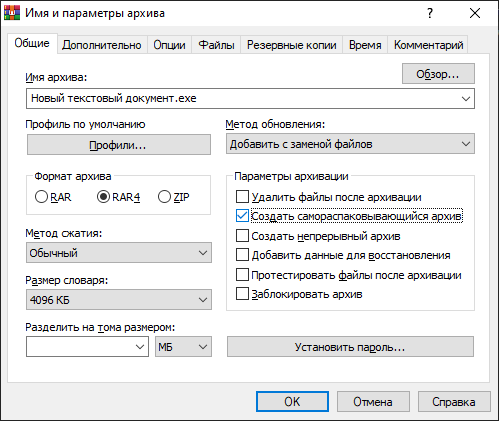 Имя и параметры архива
?
Общие Дополнительно Опции Файлы Резервные копии Время Комментарий
Имя архива:
Обзор...
Новый текстовый документ.exe
Профиль по умолчанию
Метод обновления:
Профили...
Добавить с заменой файлов
Формат архива
RAR RAR4 ZIP
Параметры архивации
Удалить файлы после архивации
Создать самораспаковывающийся архив
Создать непрерывный архив
Добавить данные для восстановления
Протестировать файлы после архивации
Заблокировать архив
Метод сжатия:
Обычный
Размер словаря:
4096 КБ
Разделить на тома размером:
МБ
Установить пароль...
OK Отмена Справка